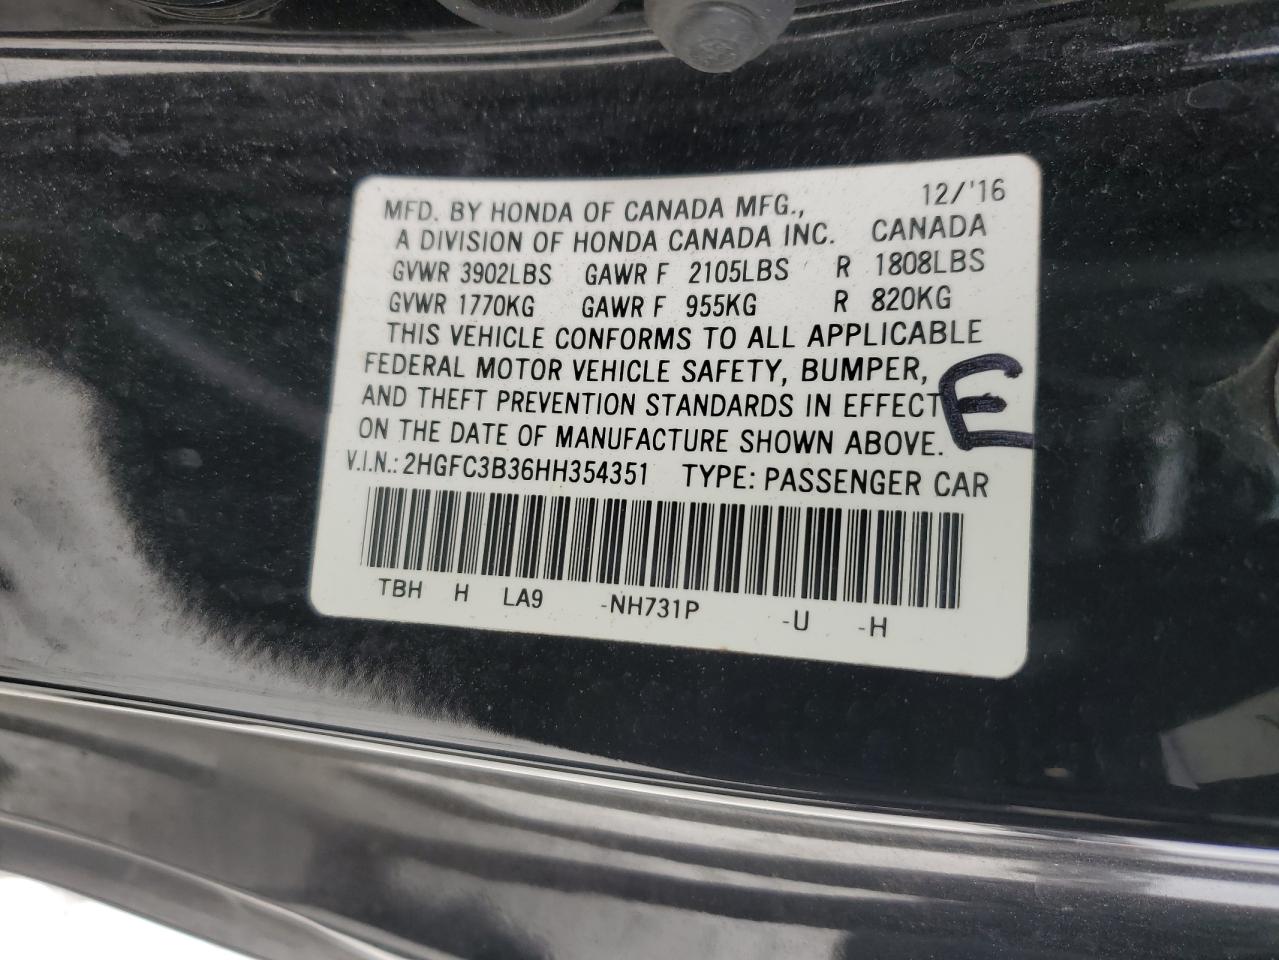 12/'16
MFD. BY HONDA OF CANADA MFG.,
A DIVISION OF HONDA CANADA INC. CANADA
GVWR 3902LBS GAWR F 2105LBS R 1808LBS
GVWR 1770KG GAWR F 955KG R 820KG
THIS VEHICLE CONFORMS TO ALL APPLICABLE
FEDERAL MOTOR VEHICLE SAFETY, BUMPER,
AND THEFT PREVENTION STANDARDS IN EFFECT
E
ON THE DATE OF MANUFACTURE SHOWN ABOVE.
V.I.N.: 2HGFC3B36HH354351 TYPE: PASSENGER CAR
TBH H LA9 -NH731P -U -H